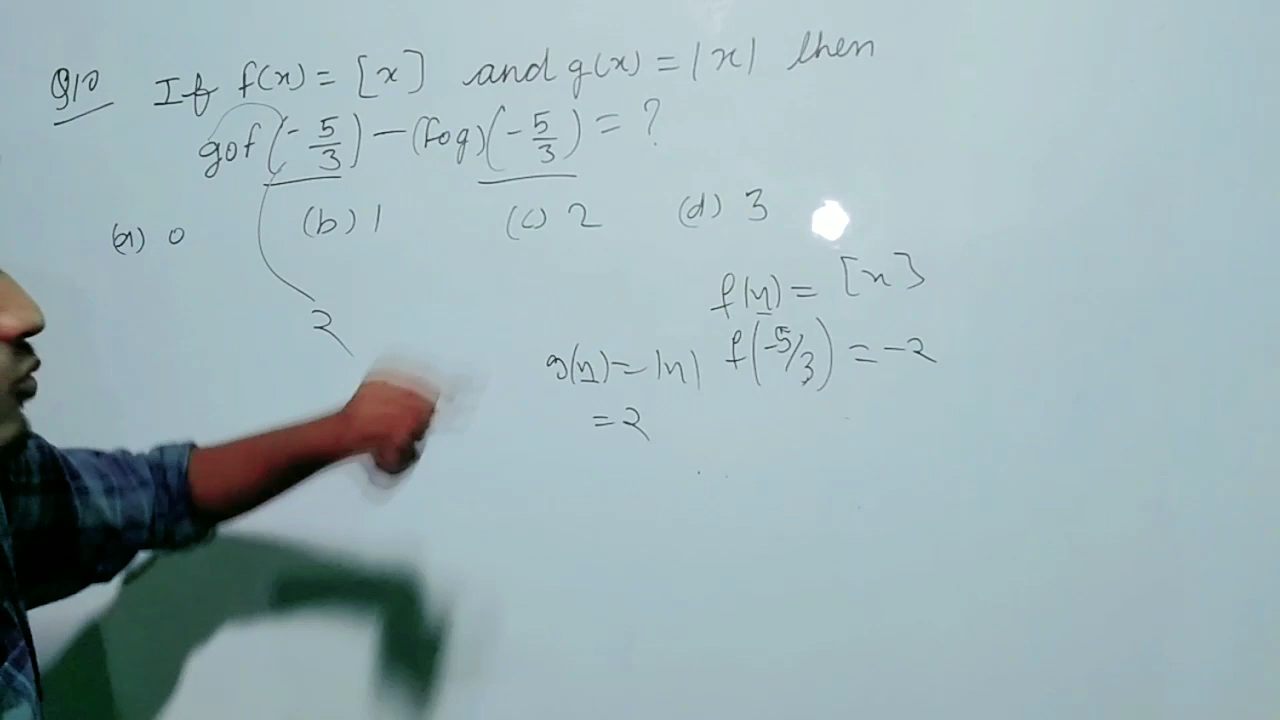 Q10 If f(x) = [x] and g(x) = |x| then
gof(-5/3) - (fog)(-5/3) = ?
(a) 0 (b) 1 (c) 2 (d) 3
2
f(x) = [x]
g(x) = |x| f(-5/3) = -2
= 2